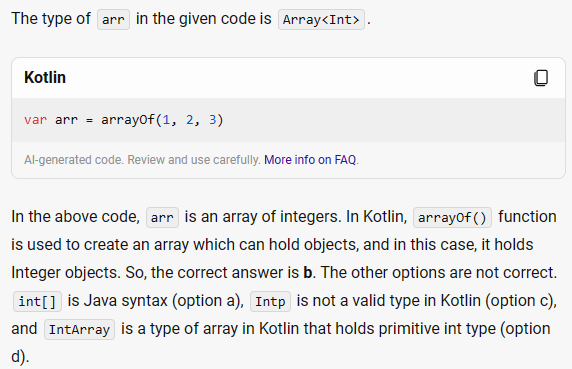 The type of arr in the given code is Array<Int>.
Kotlin
var arr = arrayOf(1, 2, 3)
AI-generated code. Review and use carefully. More info on FAQ.
In the above code, arr is an array of integers. In Kotlin, arrayOf() function
is used to create an array which can hold objects, and in this case, it holds
Integer objects. So, the correct answer is b. The other options are not correct.
int[] is Java syntax (option a), Intp is not a valid type in Kotlin (option c),
and IntArray is a type of array in Kotlin that holds primitive int type (option
d).